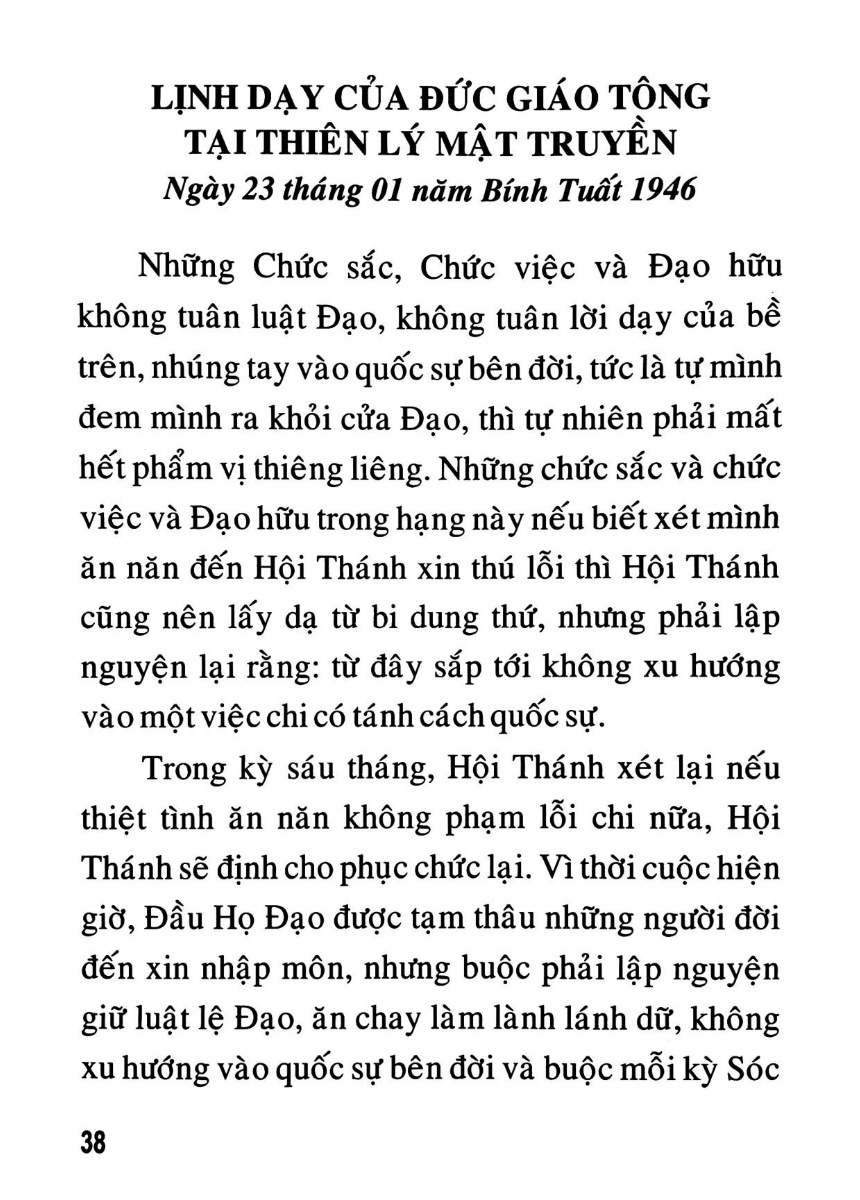 LỊNH DẠY CỦA ĐỨC GIÁO TÔNG
TẠI THIÊN LÝ MẬT TRUYỀN
Ngày 23 tháng 01 năm Bính Tuất 1946
Những Chức sắc, Chức việc và Đạo hữu
không tuân luật Đạo, không tuân lời dạy của bề
trên, nhúng tay vào quốc sự bên đời, tức là tự mình
đem mình ra khỏi cửa Đạo, thì tự nhiên phải mất
hết phẩm vị thiêng liêng. Những chức sắc và chức
việc và Đạo hữu trong hạng này nếu biết xét mình
ăn năn đến Hội Thánh xin thú lỗi thì Hội Thánh
cũng nên lấy dạ từ bi dung thứ, nhưng phải lập
nguyện lại rằng: từ đây sắp tới không xu hướng
vào một việc chi có tánh cách quốc sự.
Trong kỳ sáu tháng, Hội Thánh xét lại nếu
thiệt tình ăn năn không phạm lỗi chi nữa, Hội
Thánh sẽ định cho phục chức lại. Vì thời cuộc hiện
giờ, Đầu Họ Đạo được tạm thâu những người đời
đến xin nhập môn, nhưng buộc phải lập nguyện
giữ luật lệ Đạo, ăn chay làm lành lánh dữ, không
xu hướng vào quốc sự bên đời và buộc mỗi kỳ Sóc
38